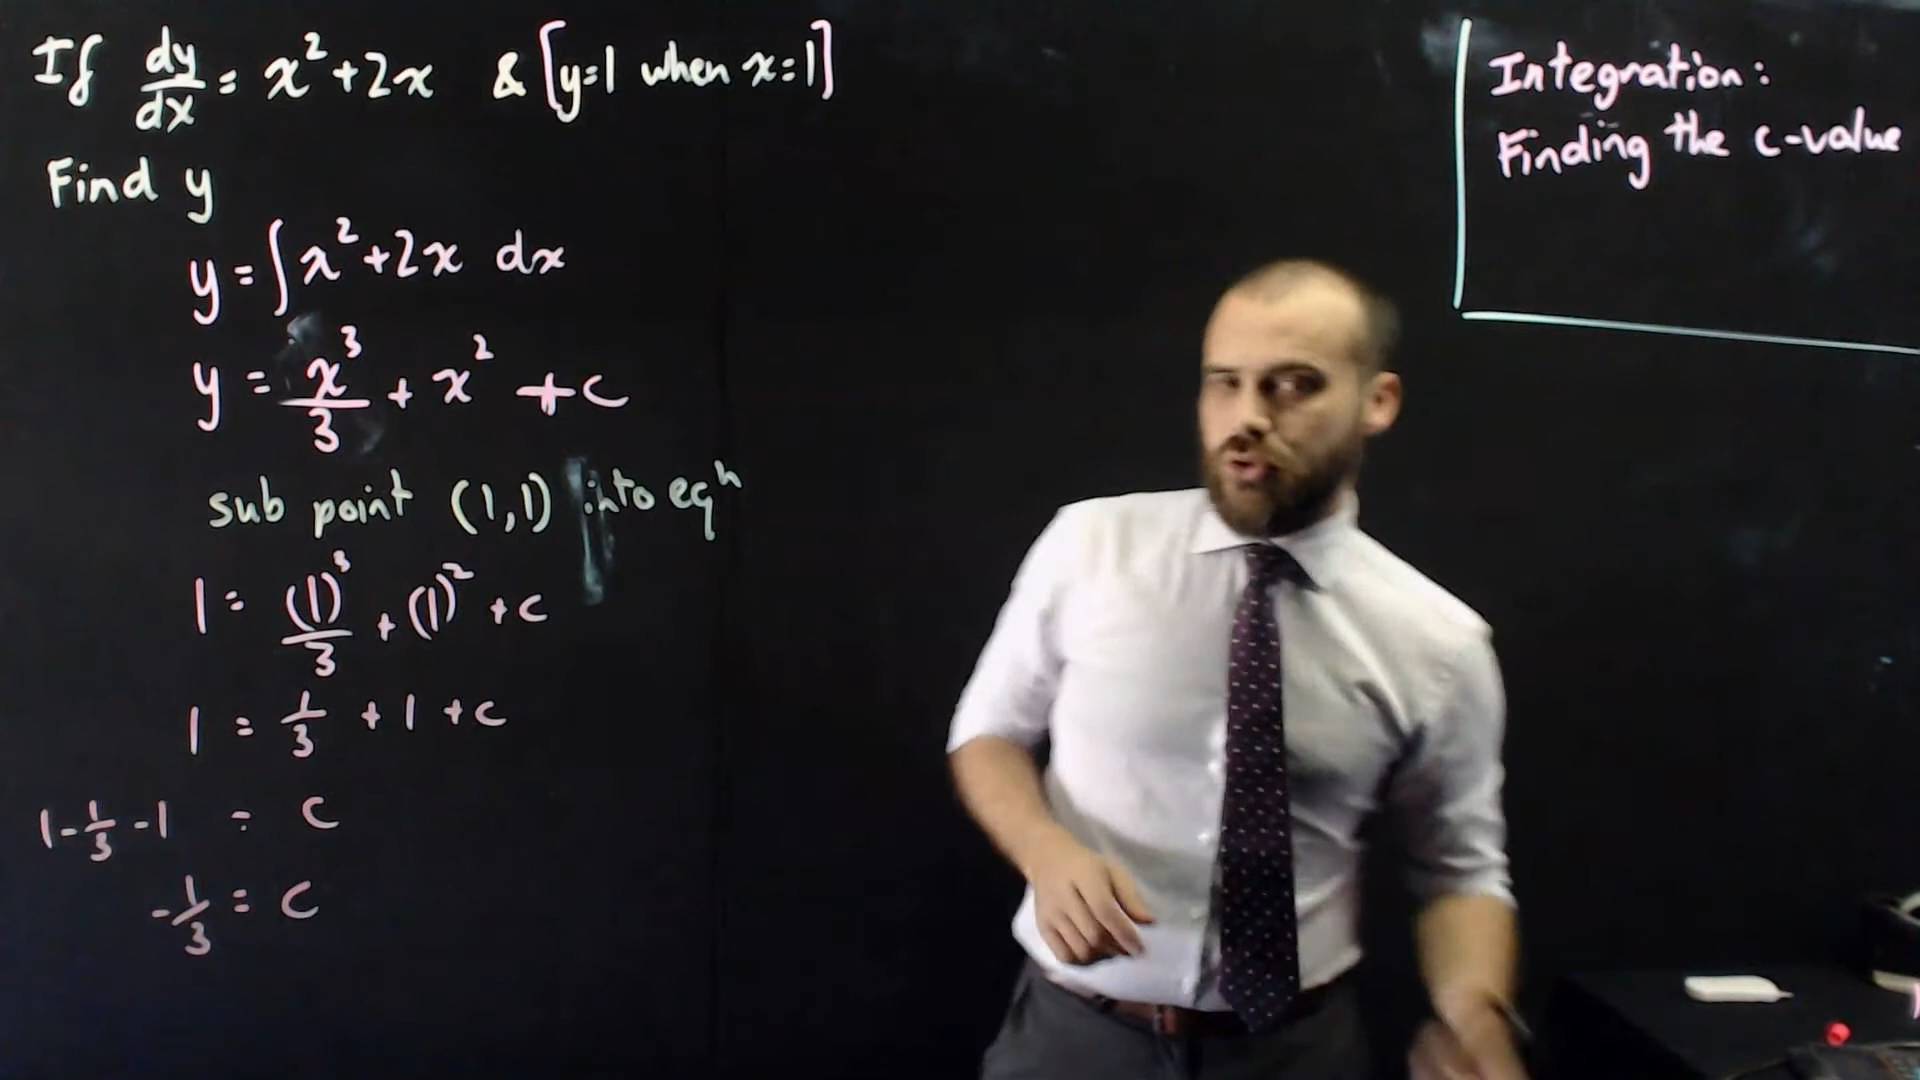 If dy/dx = x²+2x & [y=1 when x=1]
Find y
y = ∫x²+2x dx
y = x³/3 + x² + c
sub point (1,1) into eqⁿ
1 = (1)³/3 + (1)² + c
1 = 1/3 + 1 + c
1-1/3-1 = c
-1/3 = c
Integration:
Finding the c-value